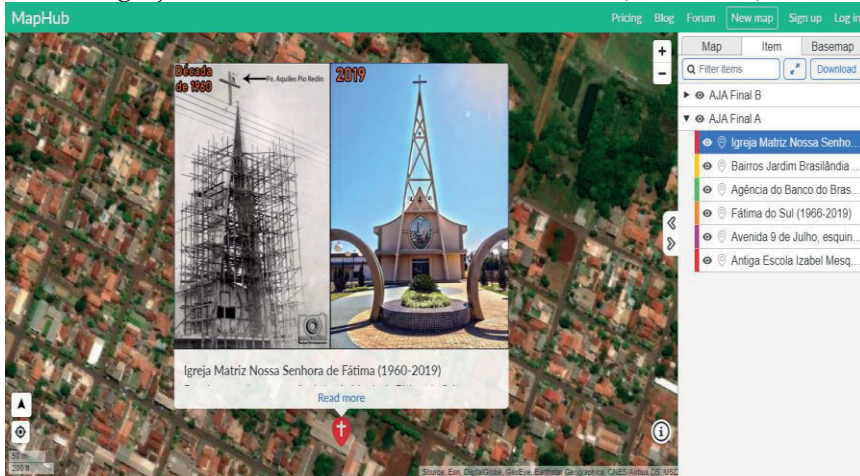 MapHub
Pricing Blog Forum New map Sign up Log in
Map Item Basemap
Filter items
Download
AJA Final B
AJA Final A
Igreja Matriz Nossa Senho...
Bairros Jardim Brasilândia ...
Agência do Banco do Bras...
Fátima do Sul (1966-2019)
Avenida 9 de Julho, esquin...
Antiga Escola Izabel Mesq...
Década
de 1960
Pe. Aquiles Pio Redin
2019
Igreja Matriz Nossa Senhora de Fátima (1960-2019)
Read more
50 m
200 ft
Source: Esri, DigitalGlobe, GeoEye, Earthstar Geographics, CNES/Airbus DS, USD